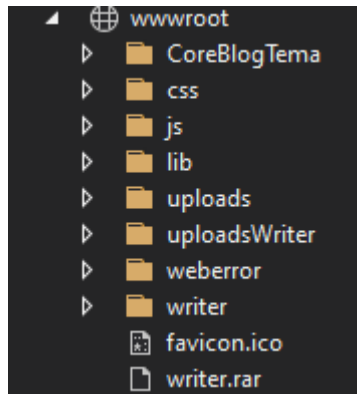 wwwroot
CoreBlogTema
css
js
lib
uploads
uploadsWriter
weberror
writer
favicon.ico
writer.rar